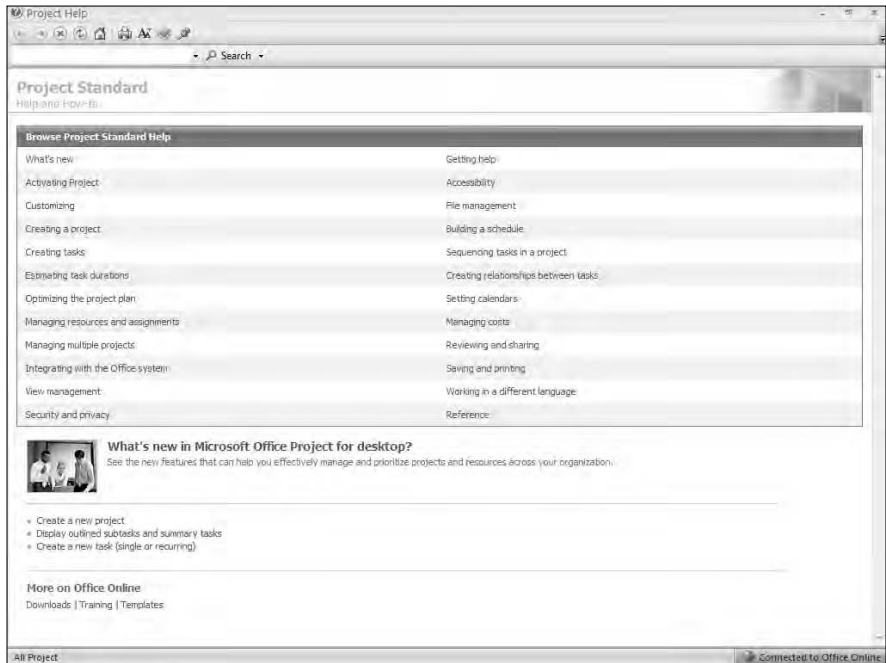 Project Help
Search
Project Standard
Help and How-to
Browse Project Standard Help
What's new
Getting help
Activating Project
Accessibility
Customizing
File management
Creating a project
Building a schedule
Creating tasks
Sequencing tasks in a project
Estimating task durations
Creating relationships between tasks
Optimizing the project plan
Setting calendars
Managing resources and assignments
Managing costs
Managing multiple projects
Reviewing and sharing
Integrating with the Office system
Saving and printing
View management
Working in a different language
Security and privacy
Reference
What's new in Microsoft Office Project for desktop?
See the new features that can help you effectively manage and prioritize projects and resources across your organization.
Create a new project
Display outlined subtasks and summary tasks
Create a new task (single or recurring)
More on Office Online
Downloads | Training | Templates
All Project
Connected to Office Online